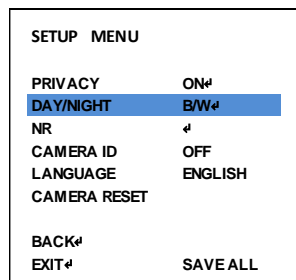 SETUP MENU
PRIVACY ON↵
DAY/NIGHT B/W↵
NR ↵
CAMERA ID OFF
LANGUAGE ENGLISH
CAMERA RESET
BACK↵
EXIT↵ SAVE ALL